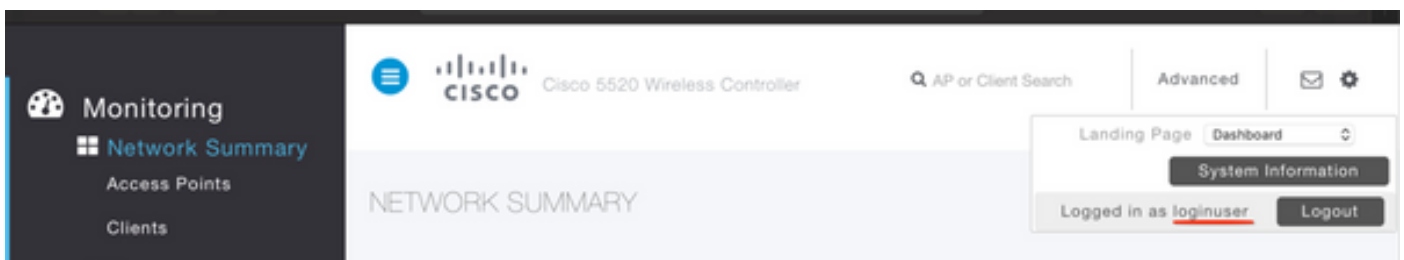 Monitoring
Network Summary
Access Points
Clients
CISCO Cisco 5520 Wireless Controller AP or Client Search Advanced
Landing Page Dashboard
System Information
NETWORK SUMMARY
Logged in as loginuser Logout